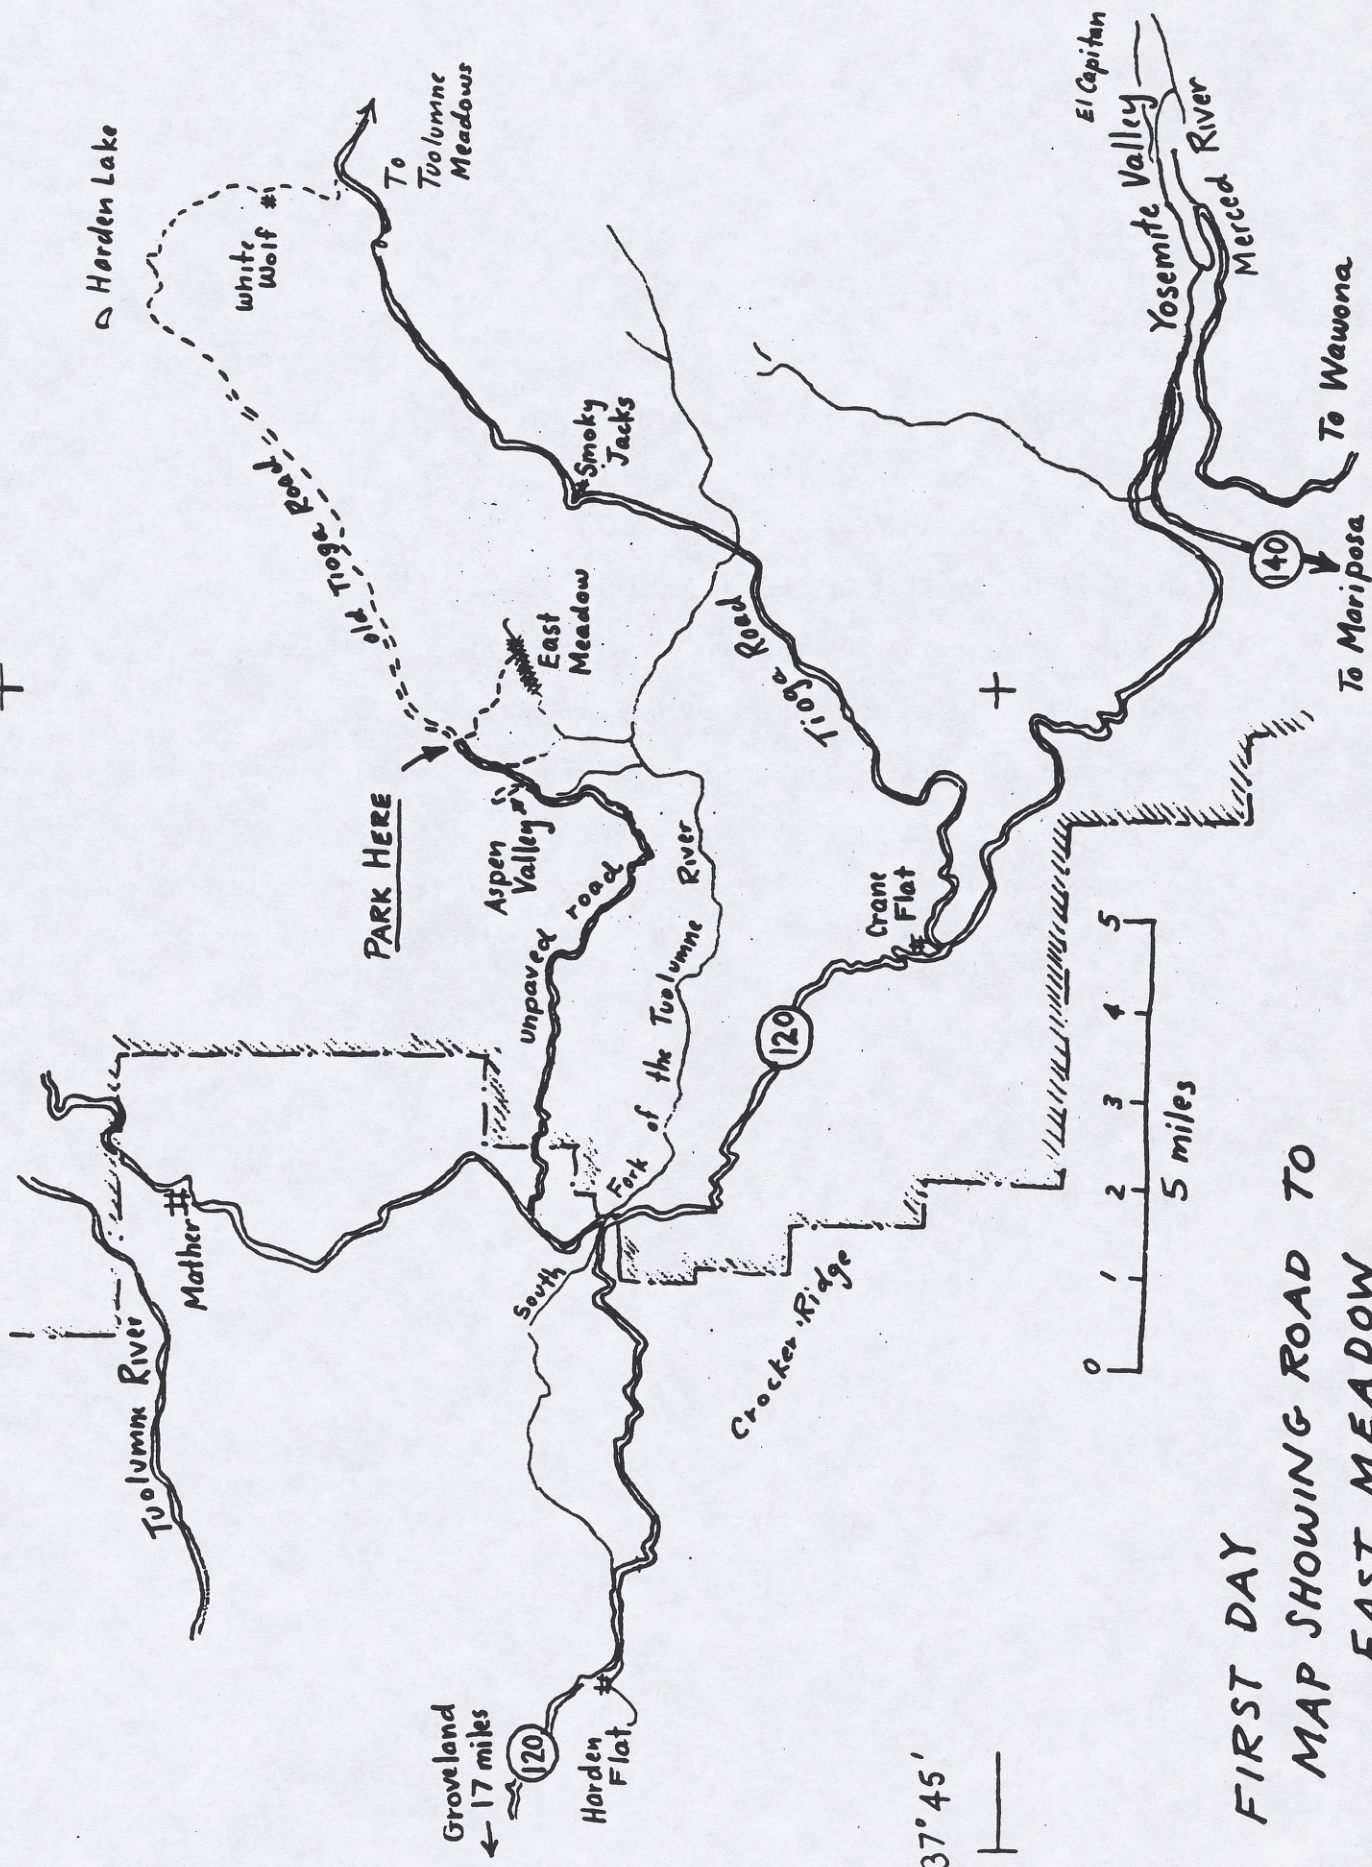 Harden Lake
Tuolumne River
Mather
White
Wolf
Old Tioga Road
PARK HERE
To
Tuolumne
Meadows
Groveland
← 17 miles
120
Harden
Flat
Aspen
Valley
unpaved road
East
Meadow
Smoky
Jacks
South Fork of the Tuolumne River
Tioga Road
120
Crane
Flat
Crocker Ridge
37° 45'
El Capitan
Yosemite Valley
Merced River
0 1 2 3 4 5
5 miles
140
To Wawona
To Mariposa
FIRST DAY
MAP SHOWING ROAD TO
EAST MEADOW